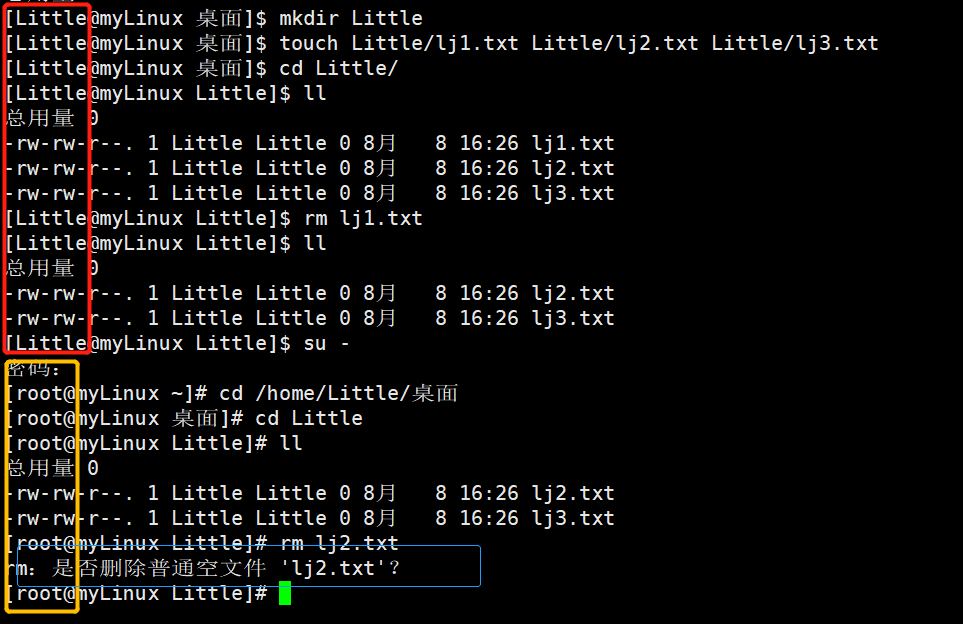 [Little@myLinux 桌面]$ mkdir Little
[Little@myLinux 桌面]$ touch Little/lj1.txt Little/lj2.txt Little/lj3.txt
[Little@myLinux 桌面]$ cd Little/
[Little@myLinux Little]$ ll
总用量 0
-rw-rw-r--. 1 Little Little 0 8月   8 16:26 lj1.txt
-rw-rw-r--. 1 Little Little 0 8月   8 16:26 lj2.txt
-rw-rw-r--. 1 Little Little 0 8月   8 16:26 lj3.txt
[Little@myLinux Little]$ rm lj1.txt
[Little@myLinux Little]$ ll
总用量 0
-rw-rw-r--. 1 Little Little 0 8月   8 16:26 lj2.txt
-rw-rw-r--. 1 Little Little 0 8月   8 16:26 lj3.txt
[Little@myLinux Little]$ su -
密码：
[root@myLinux ~]# cd /home/Little/桌面
[root@myLinux 桌面]# cd Little
[root@myLinux Little]# ll
总用量 0
-rw-rw-r--. 1 Little Little 0 8月   8 16:26 lj2.txt
-rw-rw-r--. 1 Little Little 0 8月   8 16:26 lj3.txt
[root@myLinux Little]# rm lj2.txt
rm：是否删除普通空文件 'lj2.txt'？
[root@myLinux Little]#